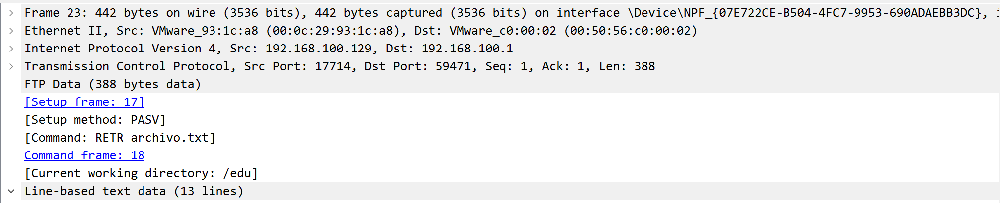 Frame 23: 442 bytes on wire (3536 bits), 442 bytes captured (3536 bits) on interface \Device\NPF_{07E722CE-B504-4FC7-9953-690ADAEBB3DC},
Ethernet II, Src: VMware_93:1c:a8 (00:0c:29:93:1c:a8), Dst: VMware_c0:00:02 (00:50:56:c0:00:02)
Internet Protocol Version 4, Src: 192.168.100.129, Dst: 192.168.100.1
Transmission Control Protocol, Src Port: 17714, Dst Port: 59471, Seq: 1, Ack: 1, Len: 388
FTP Data (388 bytes data)
[Setup frame: 17]
[Setup method: PASV]
[Command: RETR archivo.txt]
Command frame: 18
[Current working directory: /edu]
Line-based text data (13 lines)